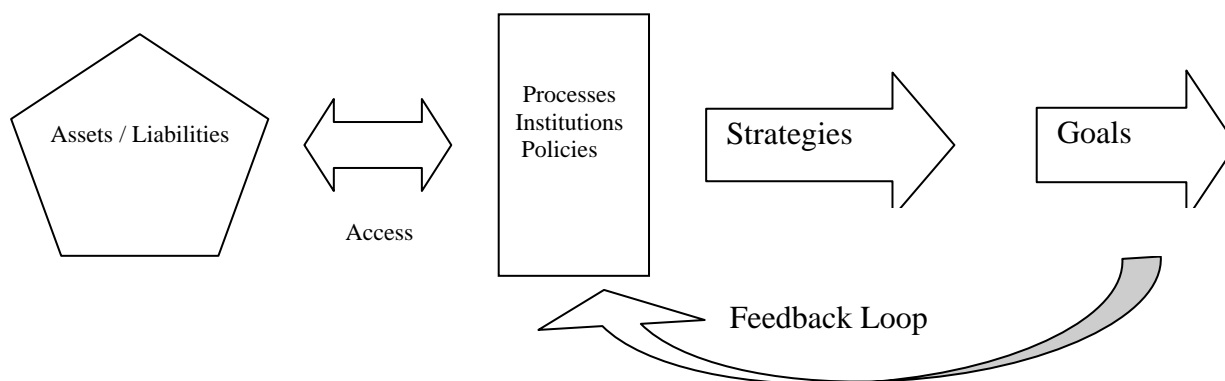 Assets / Liabilities
Access
Processes
Institutions
Policies
Strategies
Goals
Feedback Loop